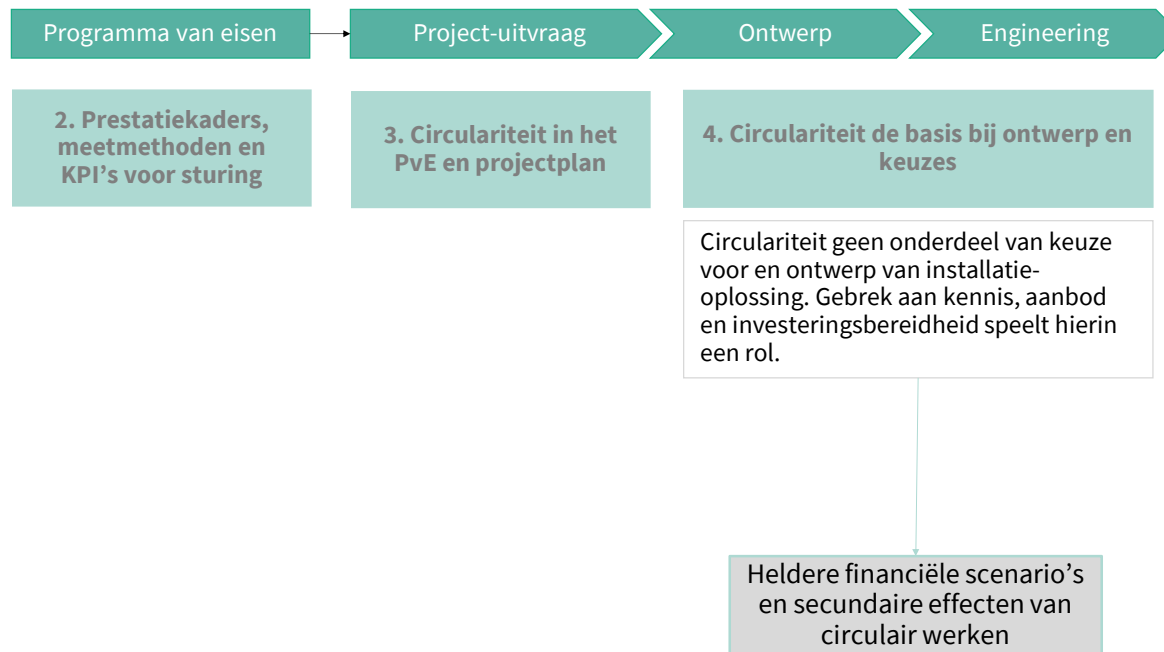 Programma van eisen
Project-uitvraag
Ontwerp
Engineering
2. Prestatiekaders,
meetmethoden en
KPI's voor sturing
3. Circulariteit in het
PvE en projectplan
4. Circulariteit de basis bij ontwerp en
keuzes
Circulariteit geen onderdeel van keuze
voor en ontwerp van installatie-
oplossing. Gebrek aan kennis, aanbod
en investeringsbereidheid speelt hierin
een rol.
Heldere financiële scenario's
en secundaire effecten van
circulair werken